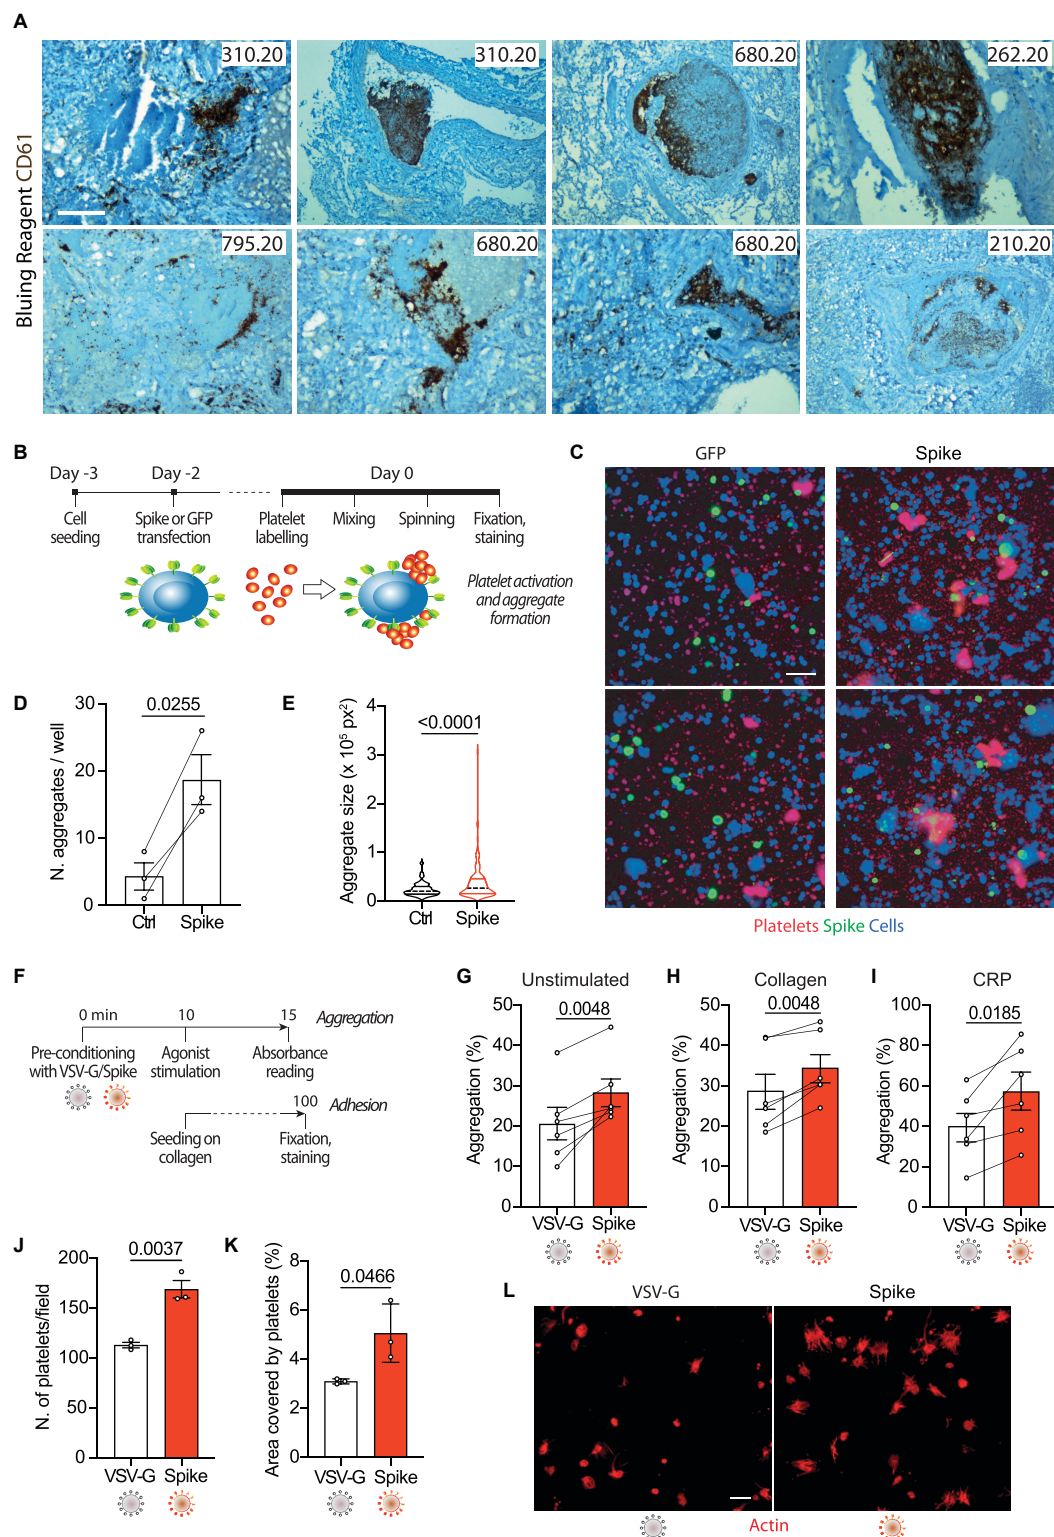 A
Bluing Reagent CD61
310.20
310.20
680.20
262.20
795.20
680.20
680.20
210.20
B
Day -3
Day -2
Day 0
Cell
seeding
Spike or GFP
transfection
Platelet
labelling
Mixing
Spinning
Fixation,
staining
Platelet activation
and aggregate
formation
C
GFP
Spike
Platelets Spike Cells
D
N. aggregates / well
30
20
10
0
0.0255
Ctrl
Spike
E
Aggregate size (x 10⁵ px²)
4
3
2
1
0
<0.0001
Ctrl
Spike
F
0 min
10
15
Aggregation
Pre-conditioning
with VSV-G/Spike
Agonist
stimulation
Absorbance
reading
100
Adhesion
Seeding on
collagen
Fixation,
staining
G
Unstimulated
Aggregation (%)
50
40
30
20
10
0
0.0048
VSV-G
Spike
H
Collagen
Aggregation (%)
50
40
30
20
10
0
0.0048
VSV-G
Spike
I
CRP
Aggregation (%)
100
80
60
40
20
0
0.0185
VSV-G
Spike
J
N. of platelets/field
200
150
100
50
0
0.0037
VSV-G
Spike
K
Area covered by platelets (%)
8
6
4
2
0
0.0466
VSV-G
Spike
L
VSV-G
Spike
Actin